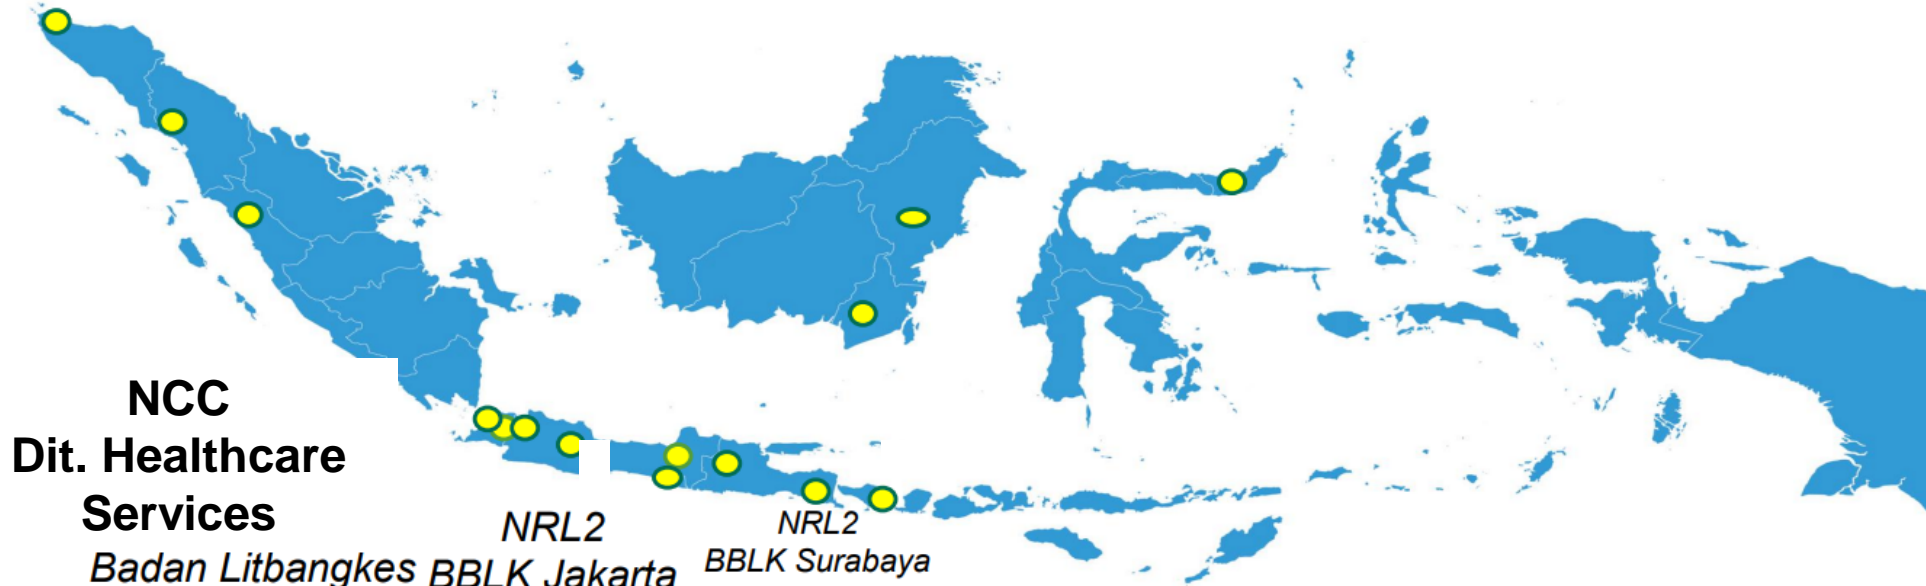 NCC
Dit. Healthcare
Services
Badan Litbangkes
NRL2
BBLK Jakarta
NRL2
BBLK Surabaya